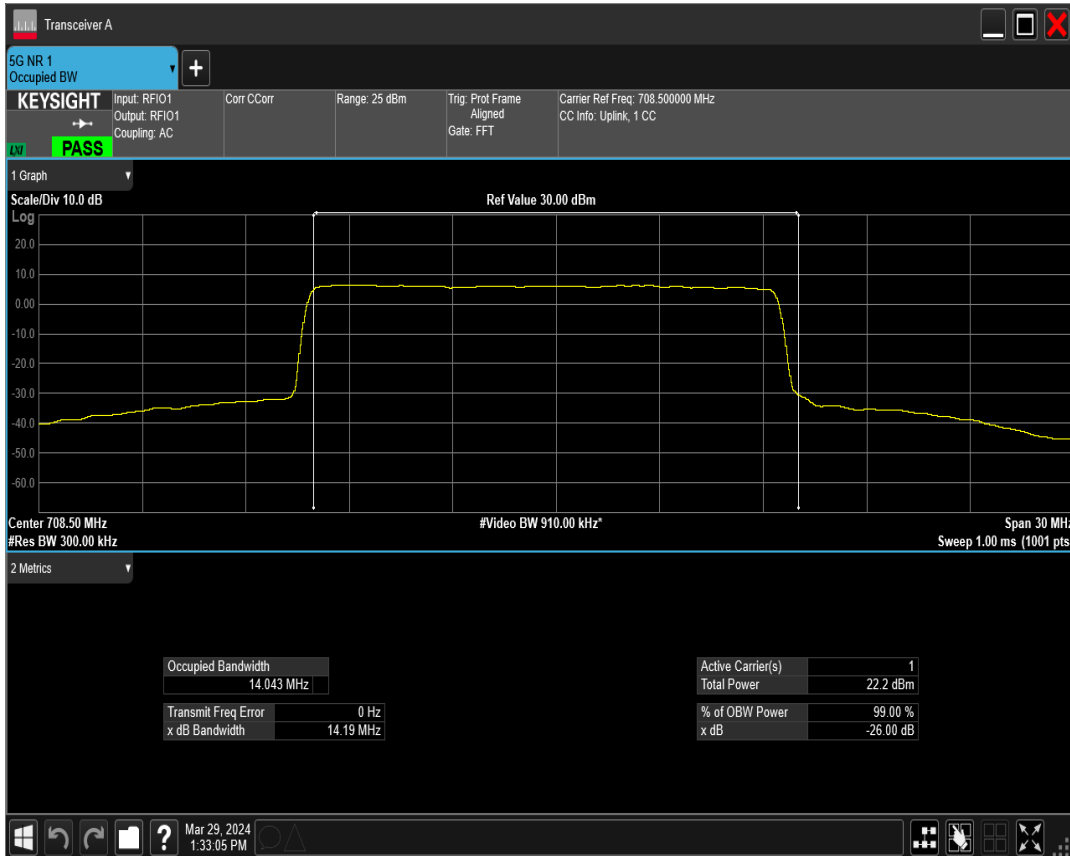 Transceiver A
5G NR 1
Occupied BW
KEYSIGHT
LXI
PASS
Input: RFIO1
Output: RFIO1
Coupling: AC
Corr CCorr
Range: 25 dBm
Trig: Prot Frame
Aligned
Gate: FFT
Carrier Ref Freq: 708.500000 MHz
CC Info: Uplink, 1 CC
1 Graph
Scale/Div 10.0 dB
Ref Value 30.00 dBm
Log
20.0
10.0
0.00
-10.0
-20.0
-30.0
-40.0
-50.0
-60.0
Center 708.50 MHz
#Video BW 910.00 kHz*
Span 30 MHz
#Res BW 300.00 kHz
Sweep 1.00 ms (1001 pts
2 Metrics
Occupied Bandwidth
14.043 MHz
Transmit Freq Error 0 Hz
x dB Bandwidth 14.19 MHz
Active Carrier(s) 1
Total Power 22.2 dBm
% of OBW Power 99.00 %
x dB -26.00 dB
?
Mar 29, 2024
1:33:05 PM